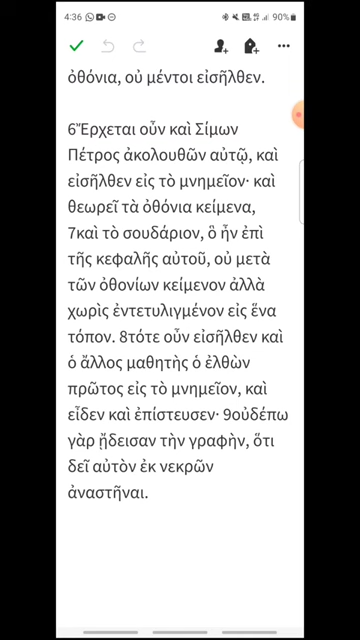 4:36
90%
ὀθόνια, οὐ μέντοι εἰσῆλθεν.
6Ἔρχεται οὖν καὶ Σίμων
Πέτρος ἀκολουθῶν αὐτῷ, καὶ
εἰσῆλθεν εἰς τὸ μνημεῖον· καὶ
θεωρεῖ τὰ ὀθόνια κείμενα,
7καὶ τὸ σουδάριον, ὃ ἦν ἐπὶ
τῆς κεφαλῆς αὐτοῦ, οὐ μετὰ
τῶν ὀθονίων κείμενον ἀλλὰ
χωρὶς ἐντετυλιγμένον εἰς ἕνα
τόπον. 8τότε οὖν εἰσῆλθεν καὶ
ὁ ἄλλος μαθητὴς ὁ ἐλθὼν
πρῶτος εἰς τὸ μνημεῖον, καὶ
εἶδεν καὶ ἐπίστευσεν· 9οὐδέπω
γὰρ ᾔδεισαν τὴν γραφὴν, ὅτι
δεῖ αὐτὸν ἐκ νεκρῶν
ἀναστῆναι.